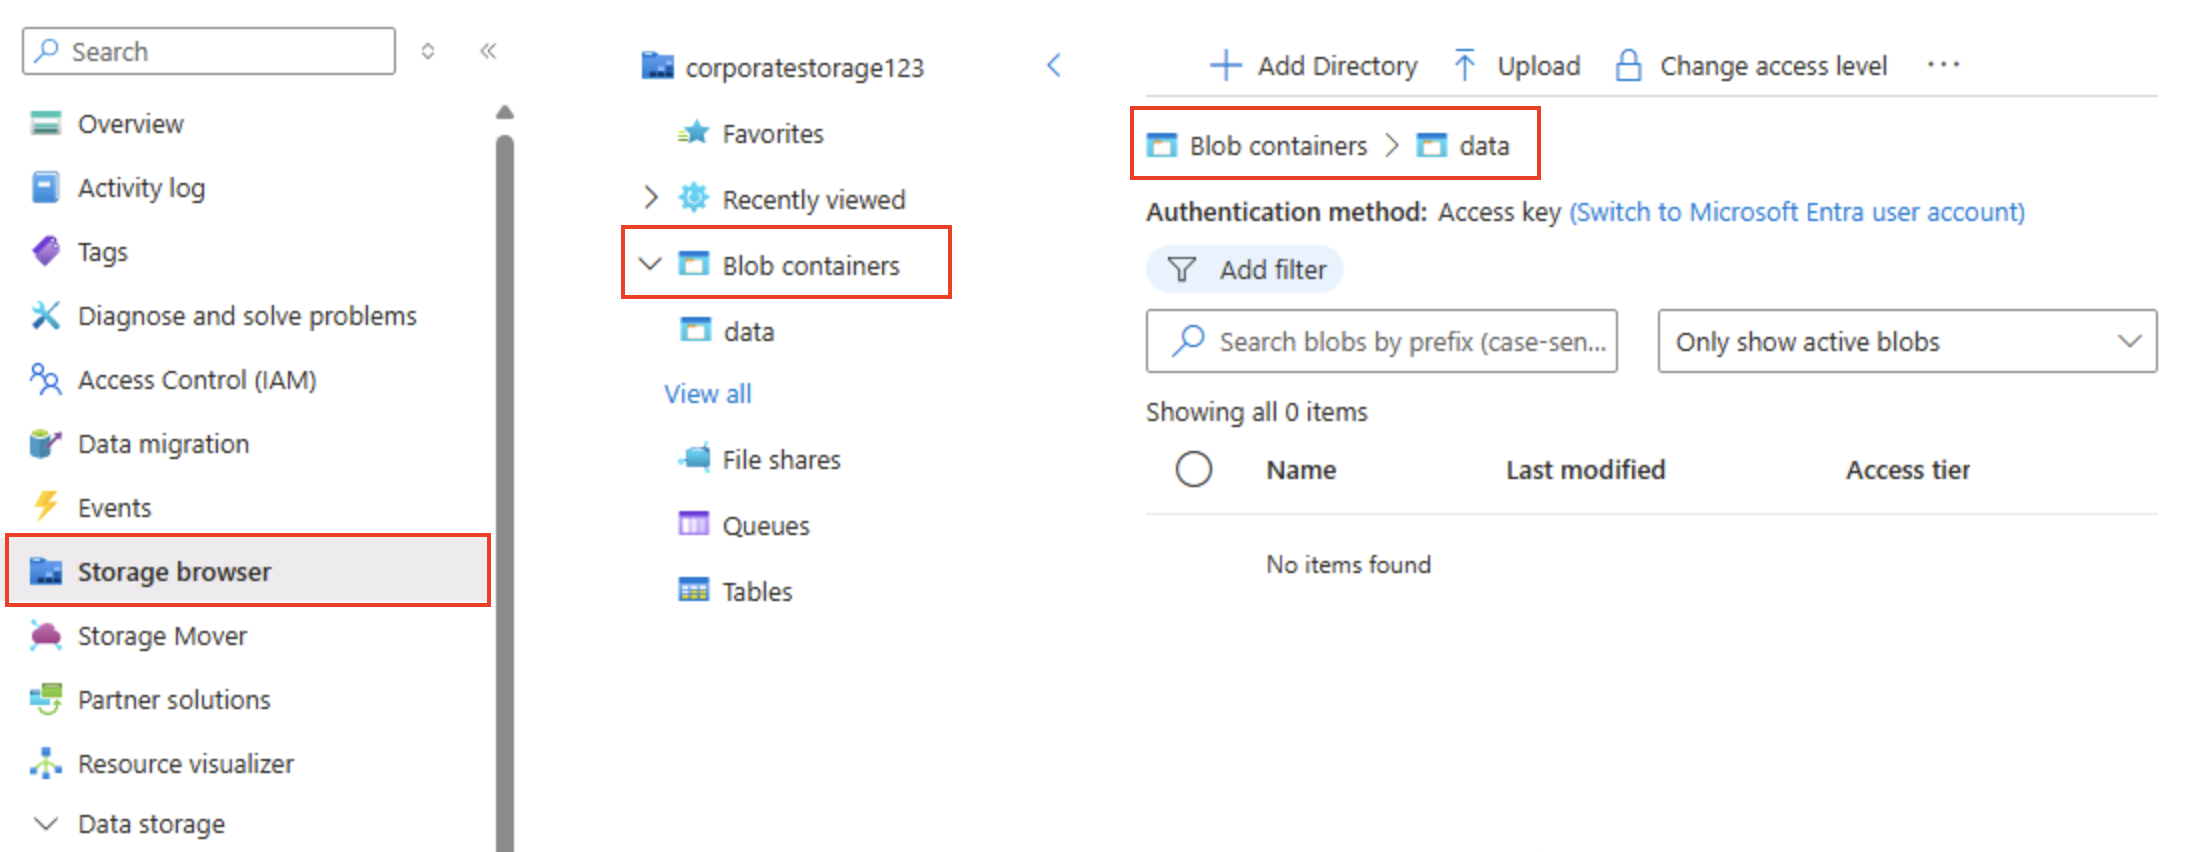 Search
Overview
Activity log
Tags
Diagnose and solve problems
Access Control (IAM)
Data migration
Events
Storage browser
Storage Mover
Partner solutions
Resource visualizer
Data storage
corporatestorage123
Favorites
Recently viewed
Blob containers
data
View all
File shares
Queues
Tables
Add Directory Upload Change access level ...
Blob containers > data
Authentication method: Access key (Switch to Microsoft Entra user account)
Add filter
Search blobs by prefix (case-sen... Only show active blobs
Showing all 0 items
Name Last modified Access tier
No items found